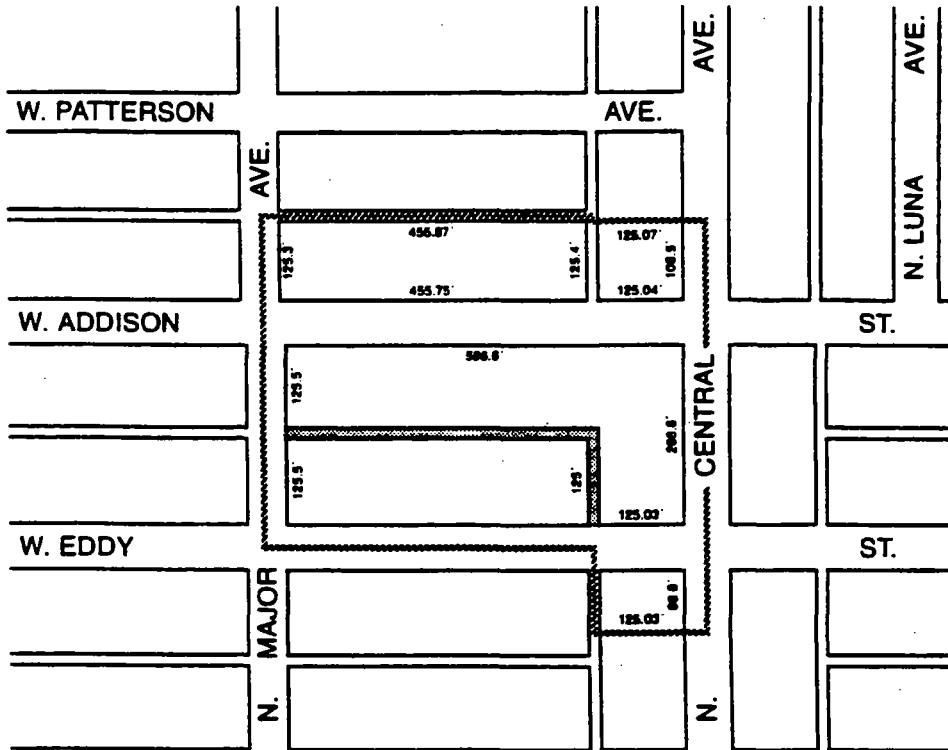 AVE.
AVE.
W. PATTERSON
AVE.
AVE.
N. LUNA
455.87'
125.07'
125.3'
125.4'
108.5'
455.75'
125.04'
W. ADDISON
ST.
125.5'
CENTRAL
125.5'
125'
125.03'
W. EDDY
ST.
MAJOR
125.03'
N.
N.